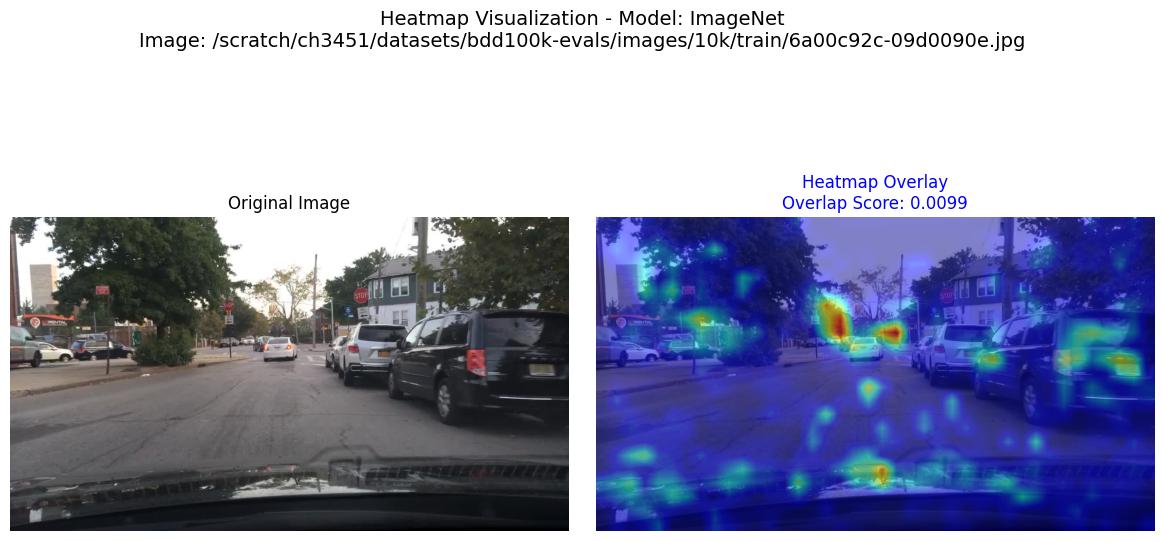 Heatmap Visualization - Model: ImageNet
Image: /scratch/ch3451/datasets/bdd100k-evals/images/10k/train/6a00c92c-09d0090e.jpg
Original Image
Heatmap Overlay
Overlap Score: 0.0099
STOP
RENTAL